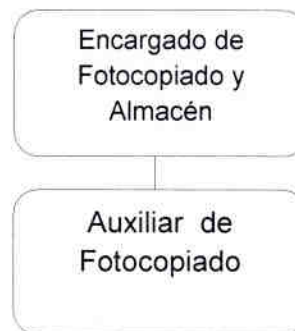 Encargado de
Fotocopiado y
Almacén
Auxiliar de
Fotocopiado